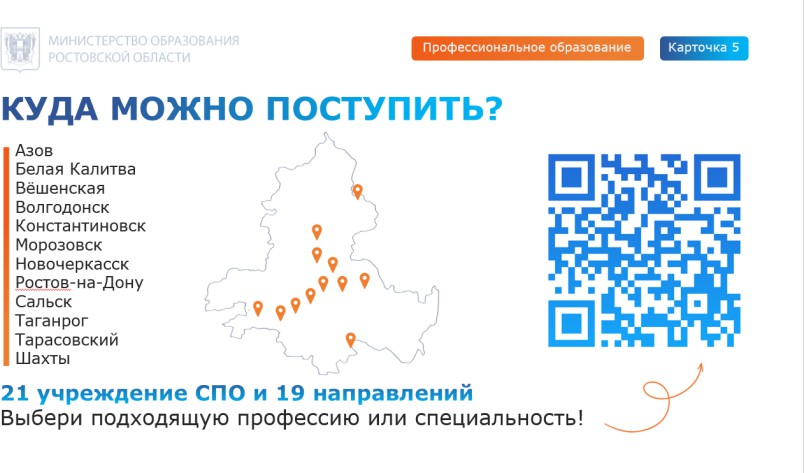 МИНИСТЕРСТВО ОБРАЗОВАНИЯ
РОСТОВСКОЙ ОБЛАСТИ
Профессиональное образование
Карточка 5
КУДА МОЖНО ПОСТУПИТЬ?
Азов
Белая Калитва
Вёшенская
Волгодонск
Константиновск
Морозовск
Новочеркасск
Ростов-на-Дону
Сальск
Таганрог
Тарасовский
Шахты
21 учреждение СПО и 19 направлений
Выбери подходящую профессию или специальность!